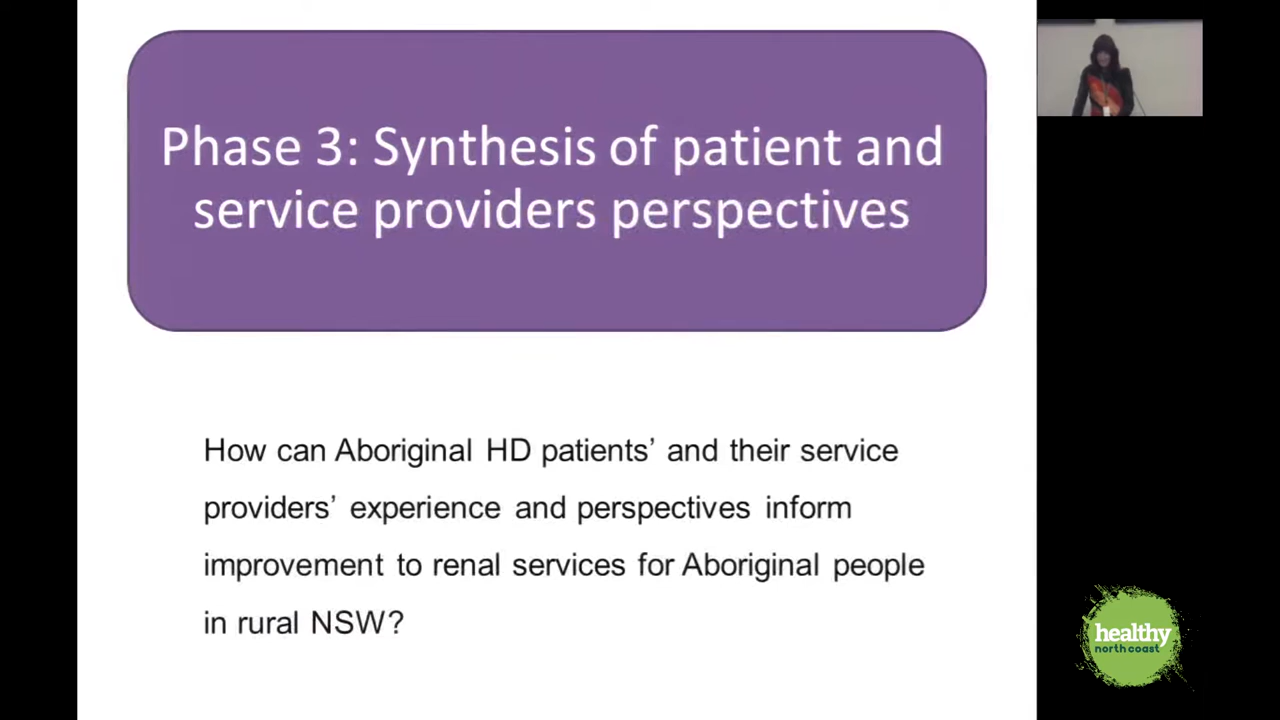 Phase 3: Synthesis of patient and
service providers perspectives
How can Aboriginal HD patients’ and their service
providers’ experience and perspectives inform
improvement to renal services for Aboriginal people
in rural NSW?
healthy
north coast